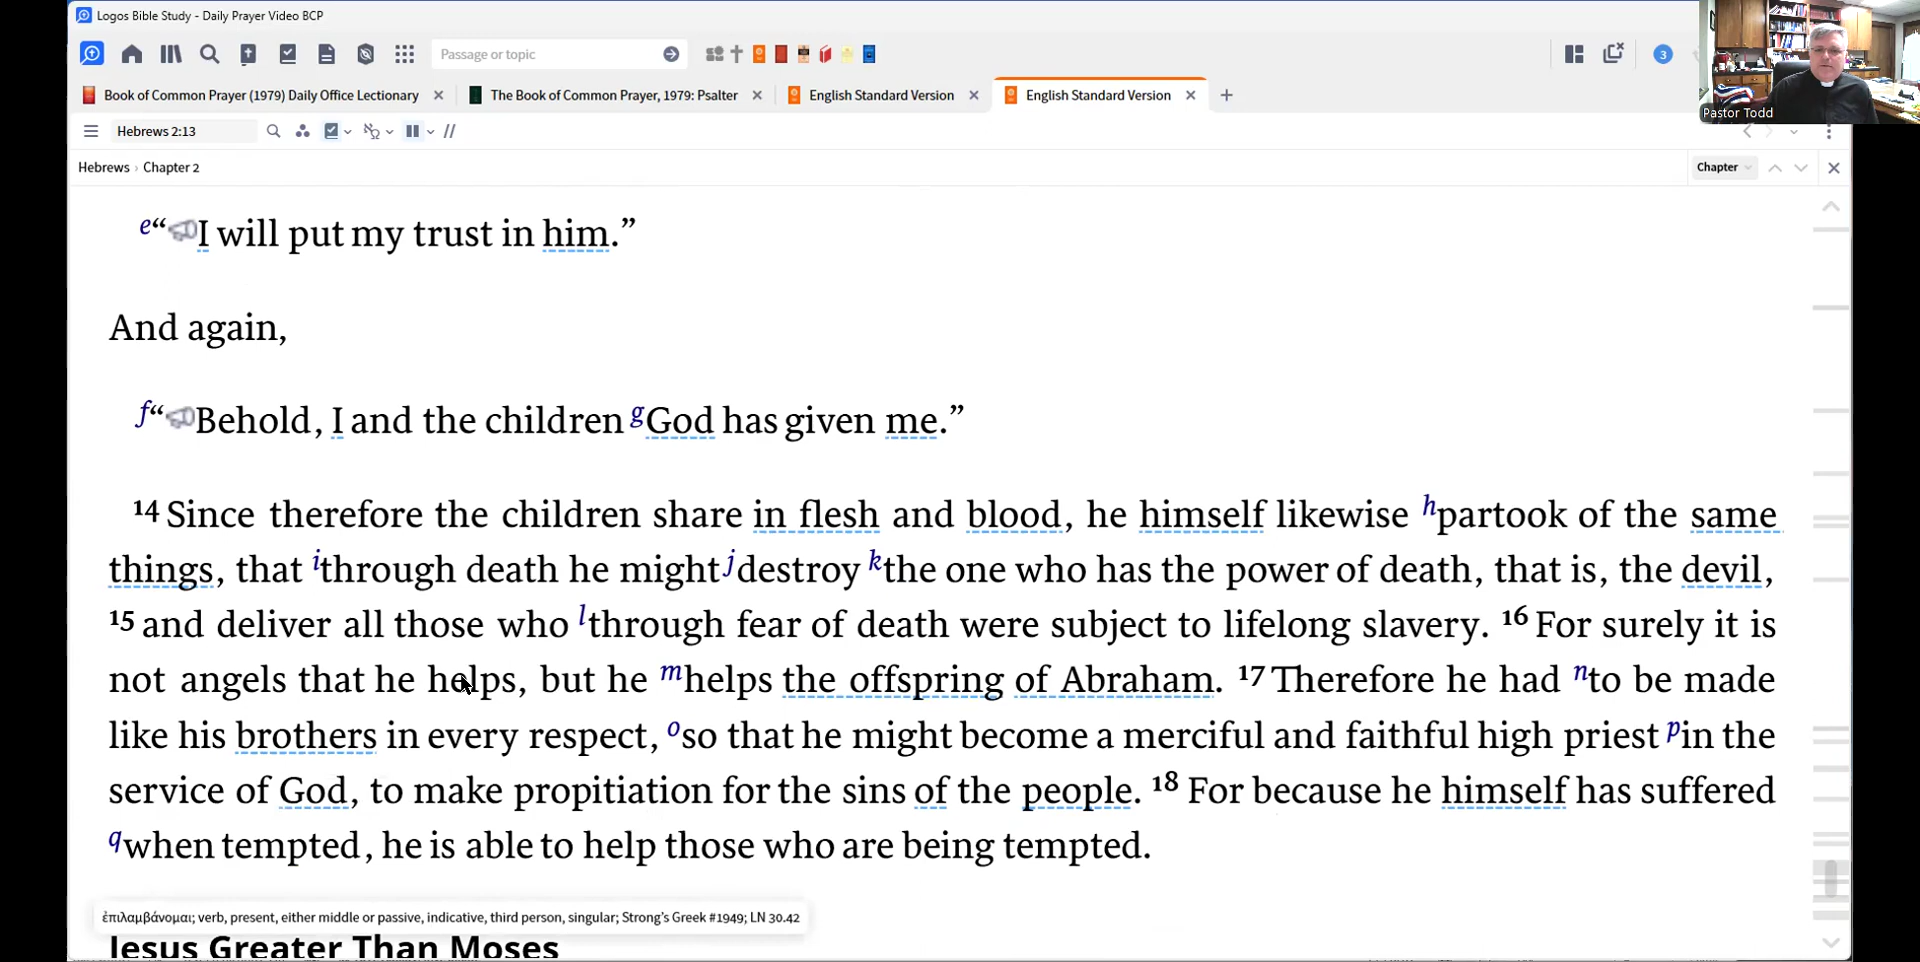 Logos Bible Study - Daily Prayer Video BCP
Passage or topic
3
Pastor Todd
Book of Common Prayer (1979) Daily Office Lectionary
The Book of Common Prayer, 1979: Psalter
English Standard Version
English Standard Version
Hebrews 2:13
Hebrews › Chapter 2
Chapter
e“I will put my trust in him.”
And again,
f“Behold, I and the children gGod has given me.”
14 Since therefore the children share in flesh and blood, he himself likewise hpartook of the same
things, that ithrough death he might jdestroy kthe one who has the power of death, that is, the devil,
15 and deliver all those who lthrough fear of death were subject to lifelong slavery. 16 For surely it is
not angels that he helps, but he mhelps the offspring of Abraham. 17 Therefore he had nto be made
like his brothers in every respect, oso that he might become a merciful and faithful high priest pin the
service of God, to make propitiation for the sins of the people. 18 For because he himself has suffered
qwhen tempted, he is able to help those who are being tempted.
ἐπιλαμβάνομαι; verb, present, either middle or passive, indicative, third person, singular; Strong’s Greek #1949; LN 30.42
Jesus Greater Than Moses